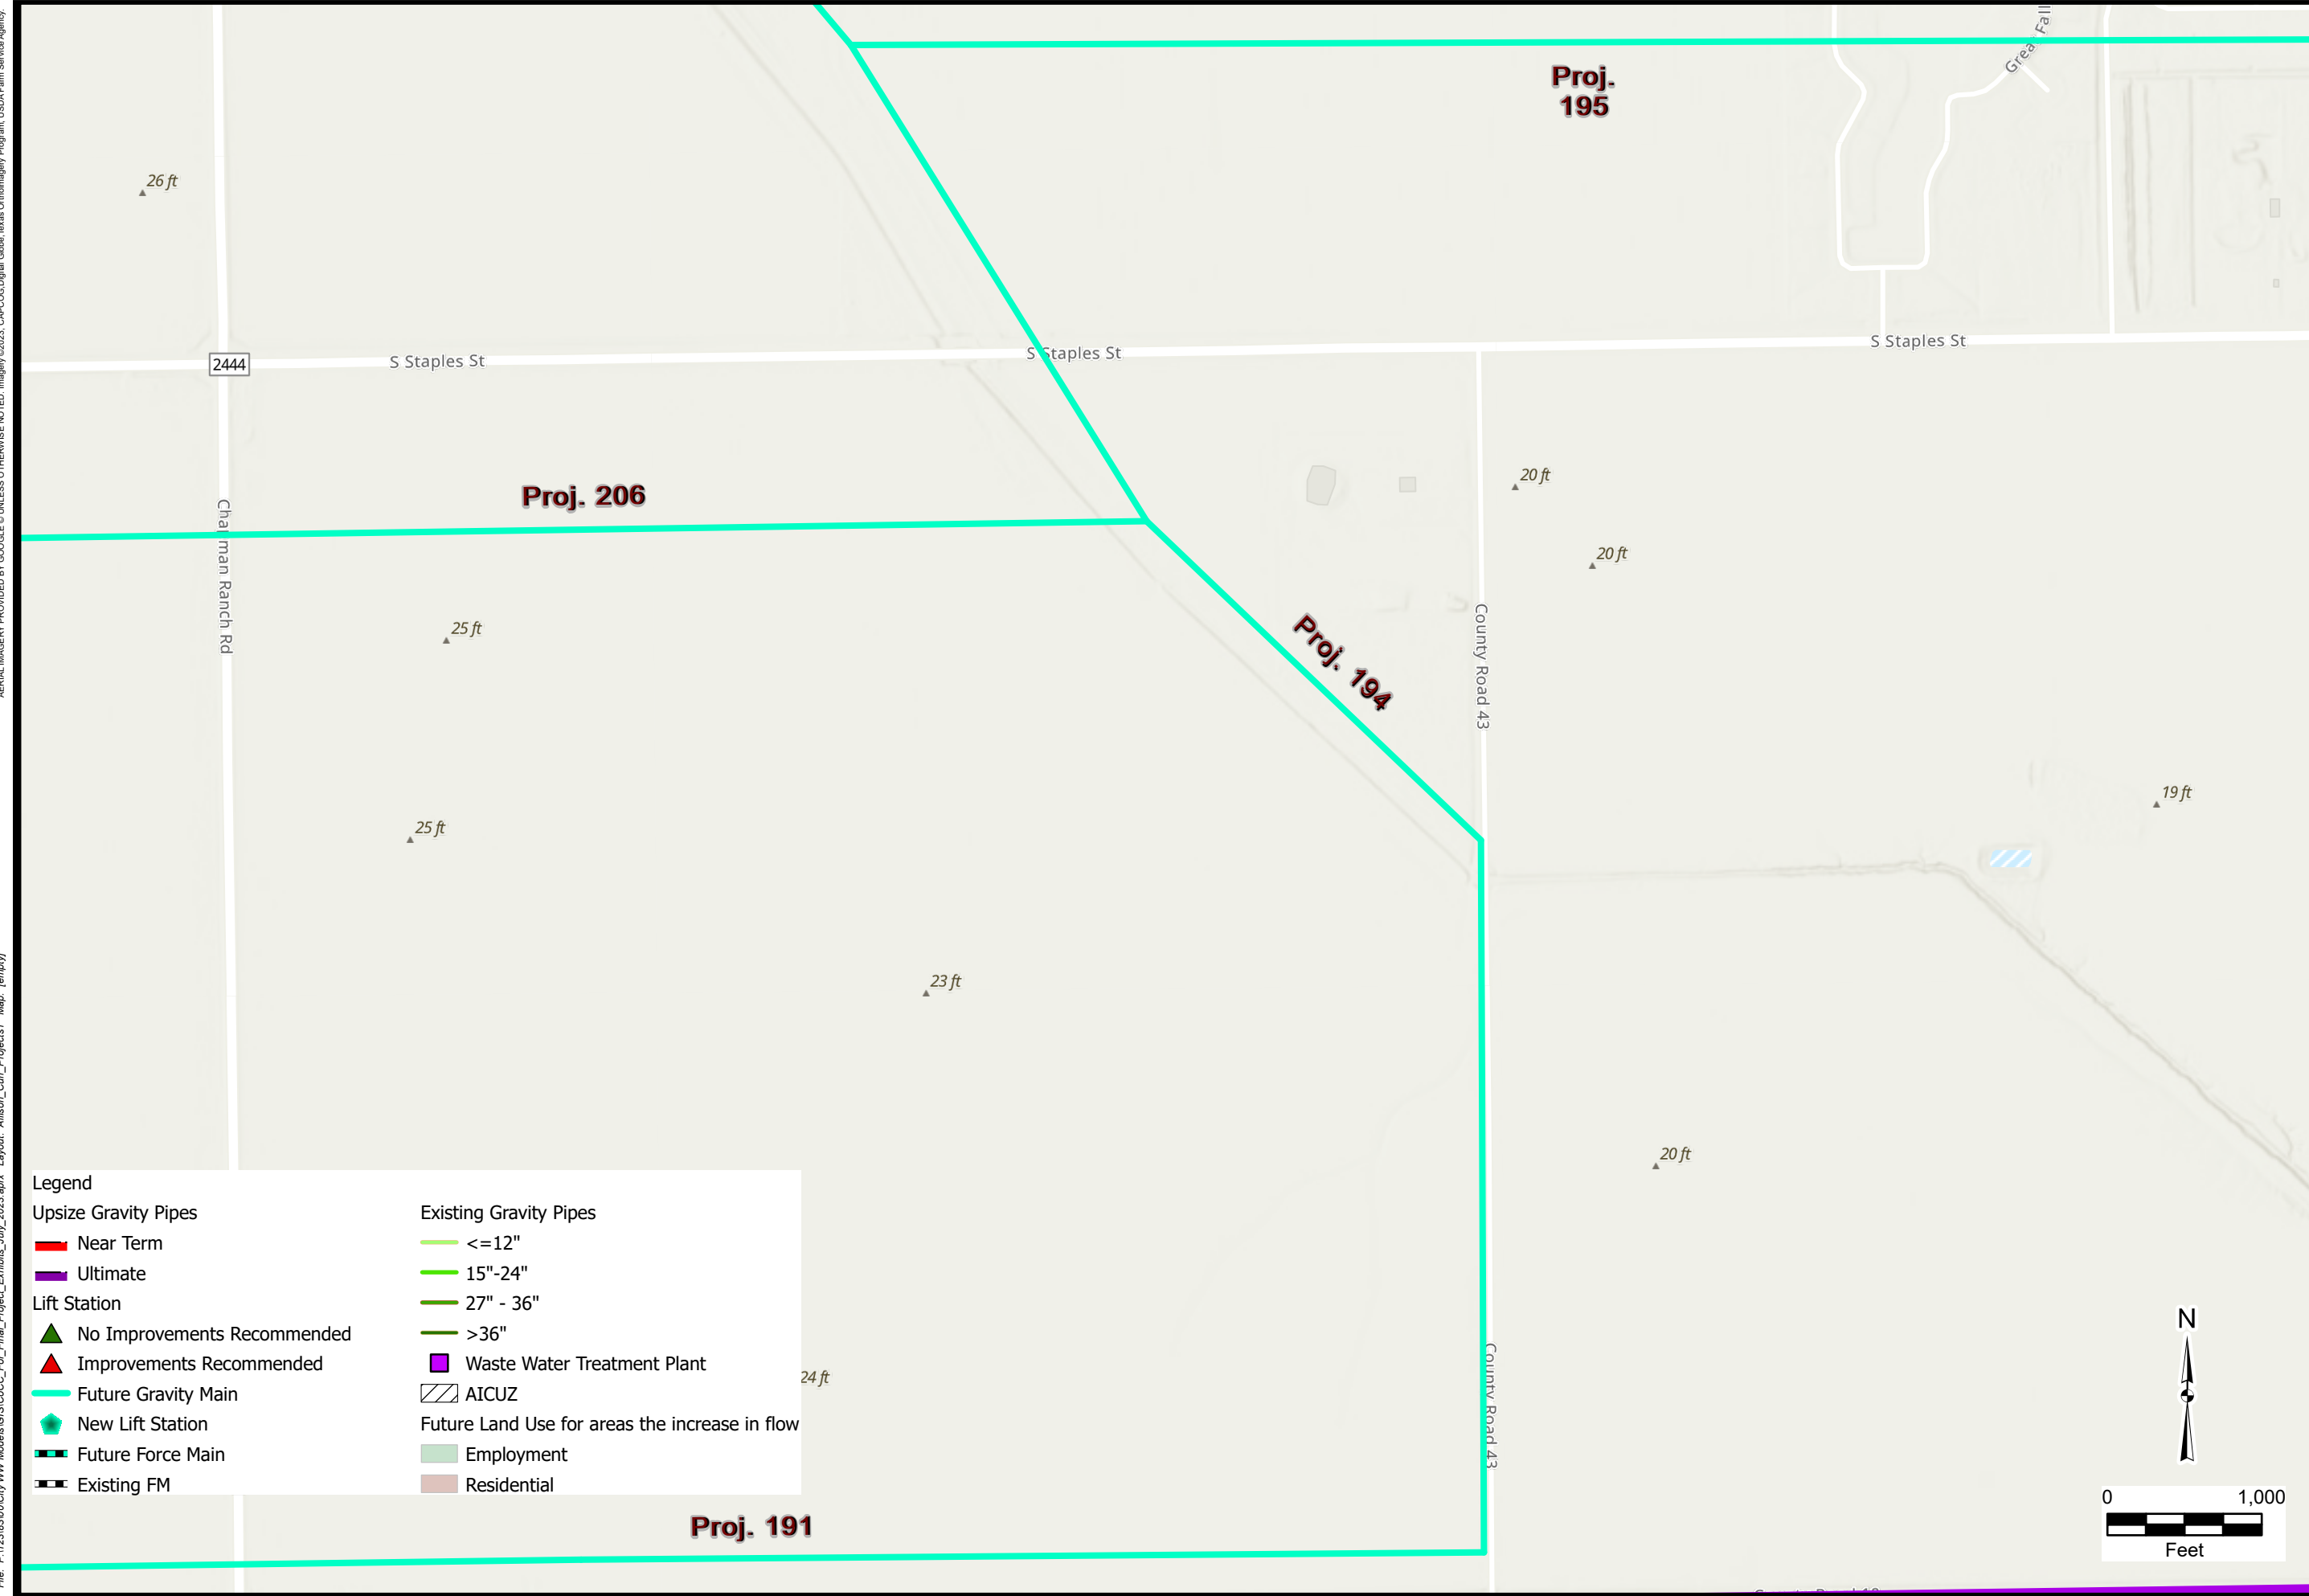 Proj.
195
Great Fall
26 ft
S Staples St
S Staples St
S Staples St
2444
Proj. 206
20 ft
20 ft
Chapman Ranch Rd
25 ft
Proj. 194
County Road 43
19 ft
25 ft
23 ft
20 ft
24 ft
County Road 43
Legend
Upsize Gravity Pipes
Near Term
Ultimate
Lift Station
No Improvements Recommended
Improvements Recommended
Future Gravity Main
New Lift Station
Future Force Main
Existing FM
Existing Gravity Pipes
<=12"
15"-24"
27" - 36"
>36"
Waste Water Treatment Plant
AICUZ
Future Land Use for areas the increase in flow
Employment
Residential
Proj. 191
N
0 1,000
Feet